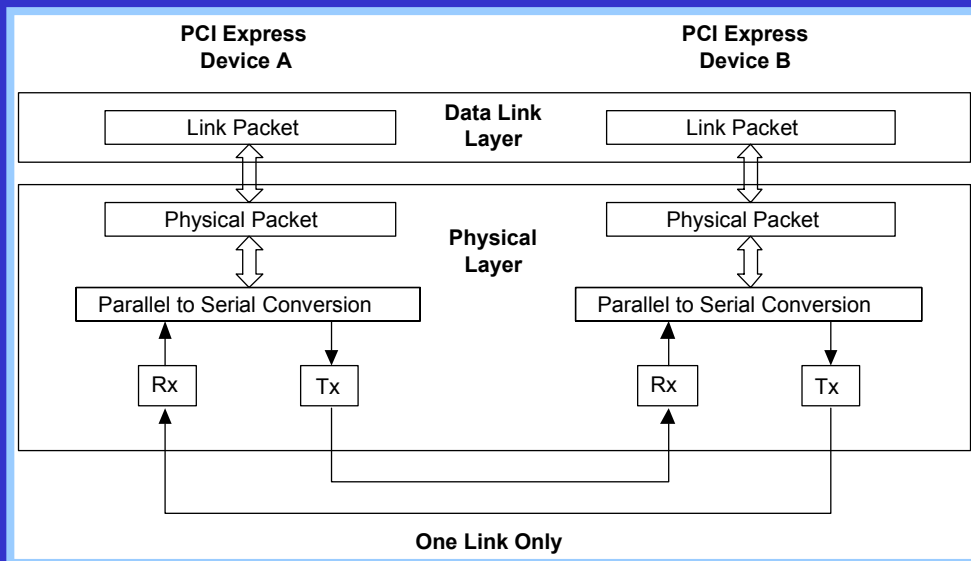 PCI Express
Device A
PCI Express
Device B
Data Link
Layer
Link Packet
Link Packet
Physical Packet
Physical Packet
Physical
Layer
Parallel to Serial Conversion
Parallel to Serial Conversion
Rx
Tx
Rx
Tx
One Link Only